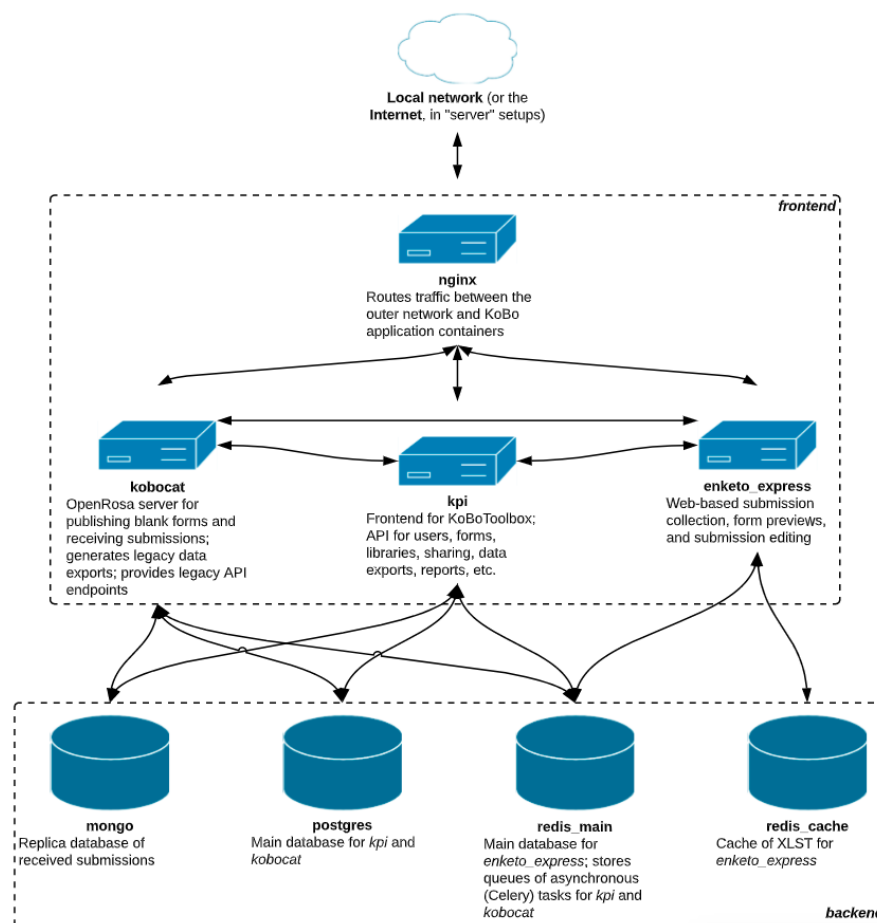 Local network (or the
Internet, in "server" setups)
frontend
nginx
Routes traffic between the
outer network and KoBo
application containers
kobocat
OpenRosa server for
publishing blank forms and
receiving submissions;
generates legacy data
exports; provides legacy API
endpoints
kpi
Frontend for KoBoToolbox;
API for users, forms,
libraries, sharing, data
exports, reports, etc.
enketo_express
Web-based submission
collection, form previews,
and submission editing
mongo
Replica database of
received submissions
postgres
Main database for kpi and
kobocat
redis_main
Main database for
enketo_express; stores
queues of asynchronous
(Celery) tasks for kpi and
kobocat
redis_cache
Cache of XLST for
enketo_express
backend